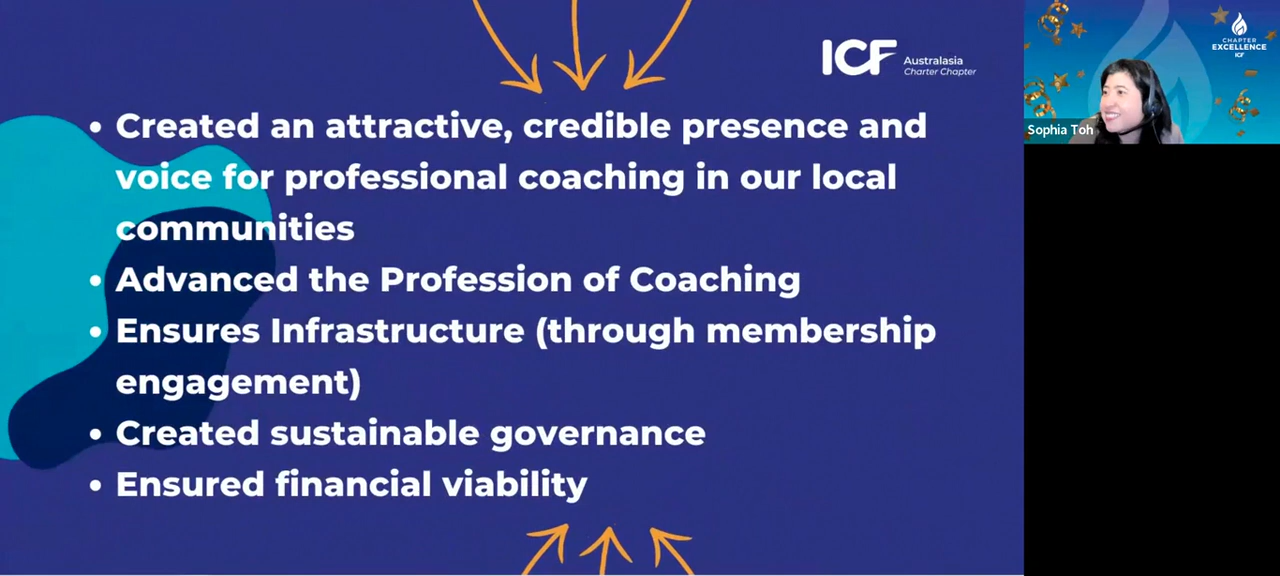 ICF
Australasia
Charter Chapter
• Created an attractive, credible presence and
voice for professional coaching in our local
communities
• Advanced the Profession of Coaching
• Ensures Infrastructure (through membership
engagement)
• Created sustainable governance
• Ensured financial viability
CHAPTER
EXCELLENCE
ICF
Sophia Toh